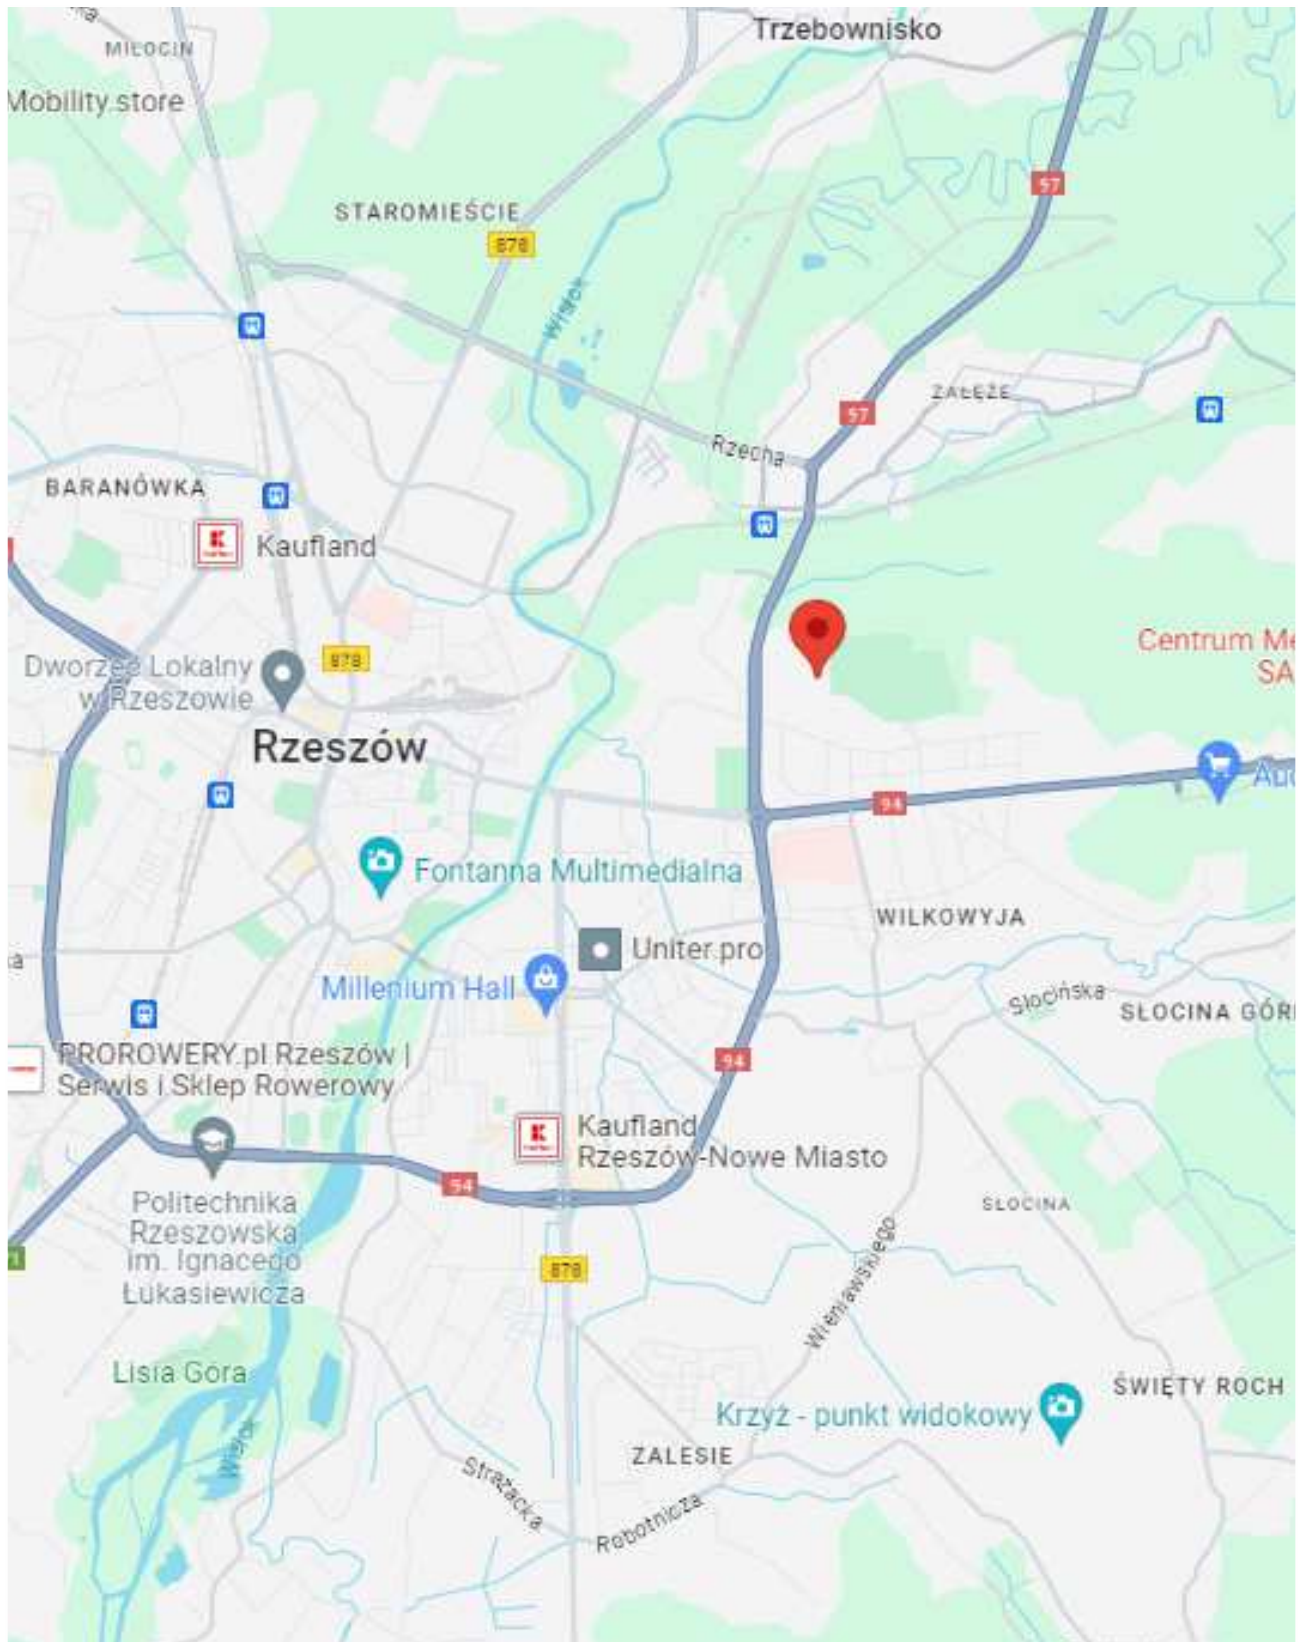 Trzebownisko
MIŁOCIN
Mobility store
97
STAROMIEŚCIE
878
Wisłok
ZAŁĘŻE
97
Rzecha
BARANÓWKA
Kaufland
Centrum Me
SA
878
Dworzec Lokalny
w Rzeszowie
Rzeszów
94
Fontanna Multimedialna
WILKOWYJA
Uniter.pro
Millenium Hall
Słocińska
SŁOCINA GÓR
PROROWERY.pl Rzeszów |
Serwis i Sklep Rowerowy
94
Kaufland
Rzeszów-Nowe Miasto
94
Politechnika
Rzeszowska
im. Ignacego
Łukasiewicza
SŁOCINA
878
Wieniawskiego
Lisia Góra
ŚWIĘTY ROCH
Krzyż - punkt widokowy
Wisłok
ZALESIE
Strażacka
Robotnicza